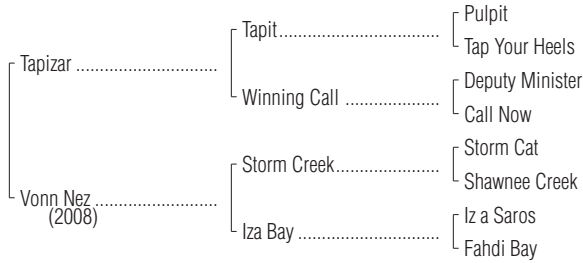 Pulpit
Tapit
Tap Your Heels
Tapizar
Deputy Minister
Winning Call
Call Now
Storm Cat
Storm Creek
Shawnee Creek
Vonn Nez
(2008)
Iz a Saros
Iza Bay
Fahdi Bay